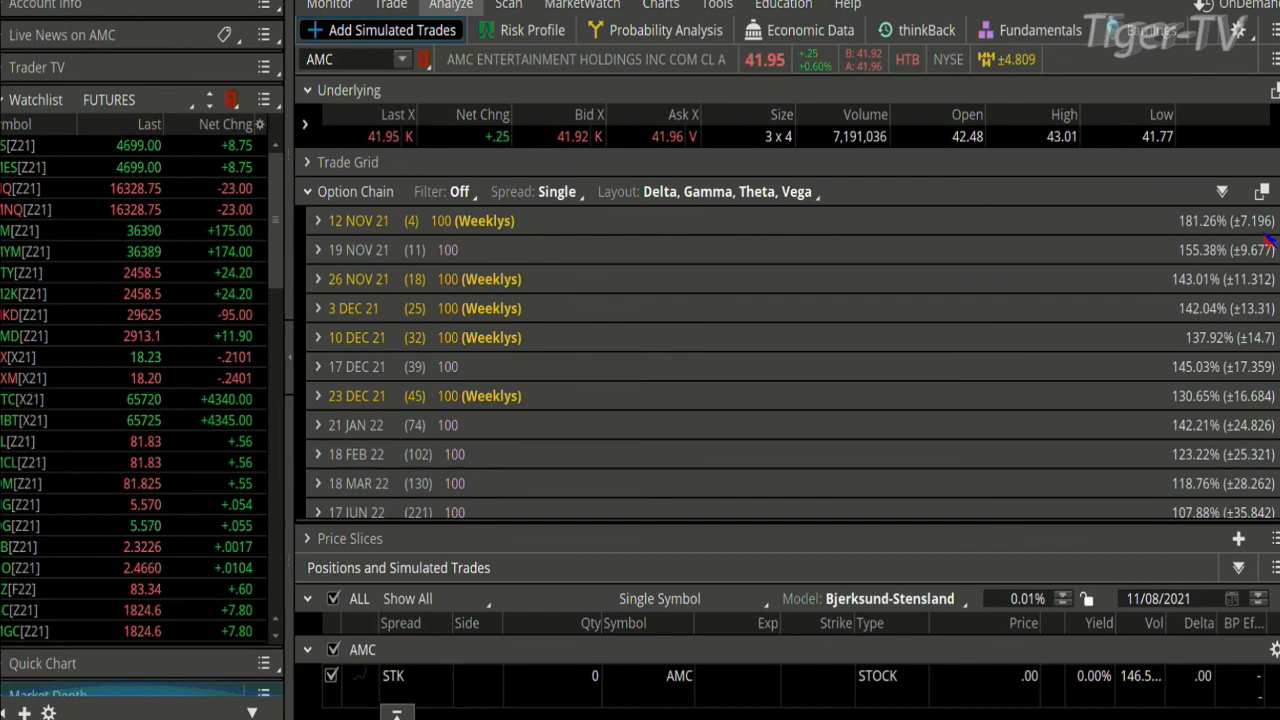 Account Info
Monitor Trade Analyze Scan MarketWatch Charts Tools Education Help
OnDemand
Tiger-TV
Live News on AMC
Add Simulated Trades Risk Profile Probability Analysis Economic Data thinkBack Fundamentals
AMC AMC ENTERTAINMENT HOLDINGS INC COM CL A 41.95 +.25 +0.60% B: 41.92 A: 41.96 HTB NYSE ±4.809
Trader TV
Underlying
Watchlist FUTURES
Last X Net Chng Bid X Ask X Size Volume Open High Low
41.95 K +.25 41.92 K 41.96 V 3 x 4 7,191,036 42.48 43.01 41.77
Trade Grid
Option Chain Filter: Off Spread: Single Layout: Delta, Gamma, Theta, Vega
12 NOV 21 (4) 100 (Weeklys) 181.26% (±7.196)
19 NOV 21 (11) 100 155.38% (±9.677)
26 NOV 21 (18) 100 (Weeklys) 143.01% (±11.312)
3 DEC 21 (25) 100 (Weeklys) 142.04% (±13.31)
10 DEC 21 (32) 100 (Weeklys) 137.92% (±14.7)
17 DEC 21 (39) 100 145.03% (±17.359)
23 DEC 21 (45) 100 (Weeklys) 130.65% (±16.684)
21 JAN 22 (74) 100 142.21% (±24.826)
18 FEB 22 (102) 100 123.22% (±25.321)
18 MAR 22 (130) 100 118.76% (±28.262)
17 JUN 22 (221) 100 107.88% (±35.842)
Price Slices
Positions and Simulated Trades
ALL Show All Single Symbol Model: Bjerksund-Stensland 0.01% 11/08/2021
Spread Side Qty Symbol Exp Strike Type Price Yield Vol Delta BP Ef...
AMC
STK 0 AMC STOCK .00 0.00% 146.5... .00 -
-
mbol Last Net Chng
S[Z21] 4699.00 +8.75
MES[Z21] 4699.00 +8.75
NQ[Z21] 16328.75 -23.00
MNQ[Z21] 16328.75 -23.00
M[Z21] 36390 +175.00
MYM[Z21] 36389 +174.00
TY[Z21] 2458.5 +24.20
M2K[Z21] 2458.5 +24.20
KD[Z21] 29625 -95.00
MD[Z21] 2913.1 +11.90
X[X21] 18.23 -.2101
XM[X21] 18.20 -.2401
TC[X21] 65720 +4340.00
MBT[X21] 65725 +4345.00
L[Z21] 81.83 +.56
MCL[Z21] 81.83 +.56
M[Z21] 81.825 +.55
G[Z21] 5.570 +.054
G[Z21] 5.570 +.055
B[Z21] 2.3226 +.0017
O[Z21] 2.4660 +.0104
Z[F22] 83.34 +.60
C[Z21] 1824.6 +7.80
MGC[Z21] 1824.6 +7.80
Quick Chart
Market Depth